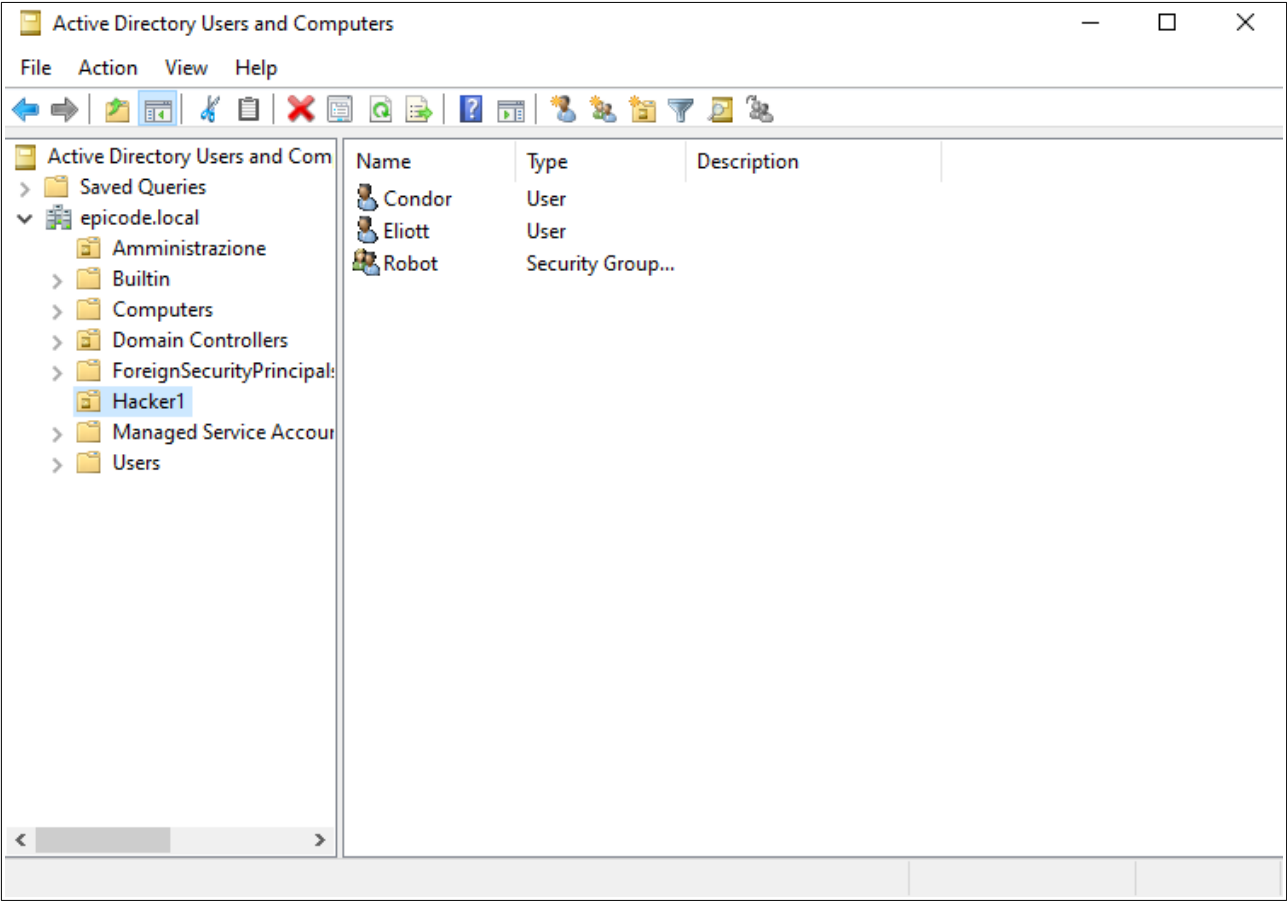 Active Directory Users and Computers
File Action View Help
Active Directory Users and Com
Saved Queries
epicode.local
Amministrazione
Builtin
Computers
Domain Controllers
ForeignSecurityPrincipals
Hacker1
Managed Service Accour
Users
Name Type Description
Condor User
Eliott User
Robot Security Group...